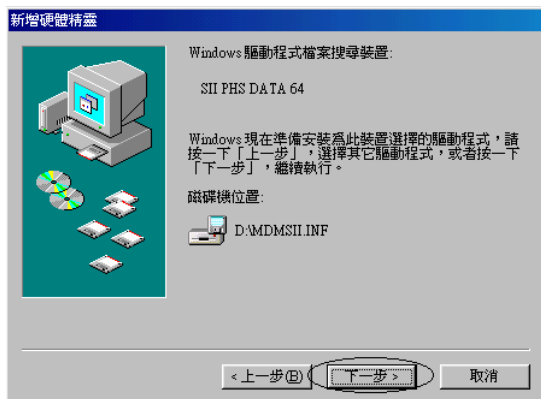 新增硬體精靈
Windows 驅動程式檔案搜尋裝置:
SII PHS DATA 64
Windows 現在準備安裝為此裝置選擇的驅動程式，請
按一下「上一步」，選擇其它驅動程式，或者按一下
「下一步」，繼續執行。
磁碟機位置:
D:\MDMSII.INF
<上一步(B)
下一步>
取消